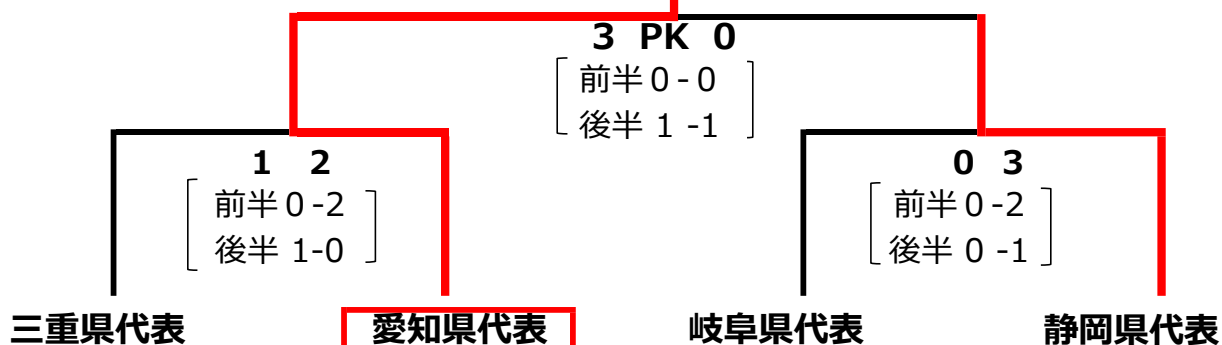 3 PK 0
前半 0 - 0
後半 1 -1
1 2
前半 0 -2
後半 1-0
0 3
前半 0 -2
後半 0 -1
三重県代表 愛知県代表 岐阜県代表 静岡県代表